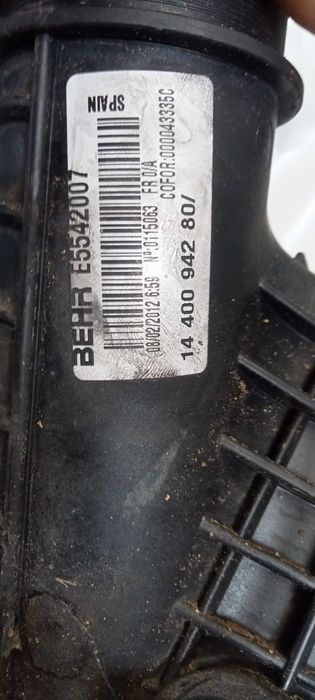 BEHR E5542007 SPAIN
08/02/2012 6:59 Nº:0115063 FR 0/A
COFOR:000043335C
14 400 942 80/